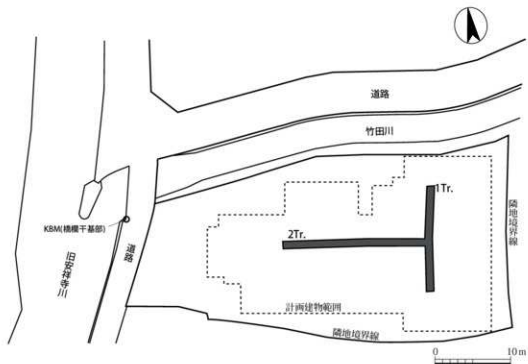 道路
竹田川
1Tr.
隣地境界線
KBM(橋欄干基部)
2Tr.
道路
旧安祥寺川
計画建物範囲
隣地境界線
0 10m